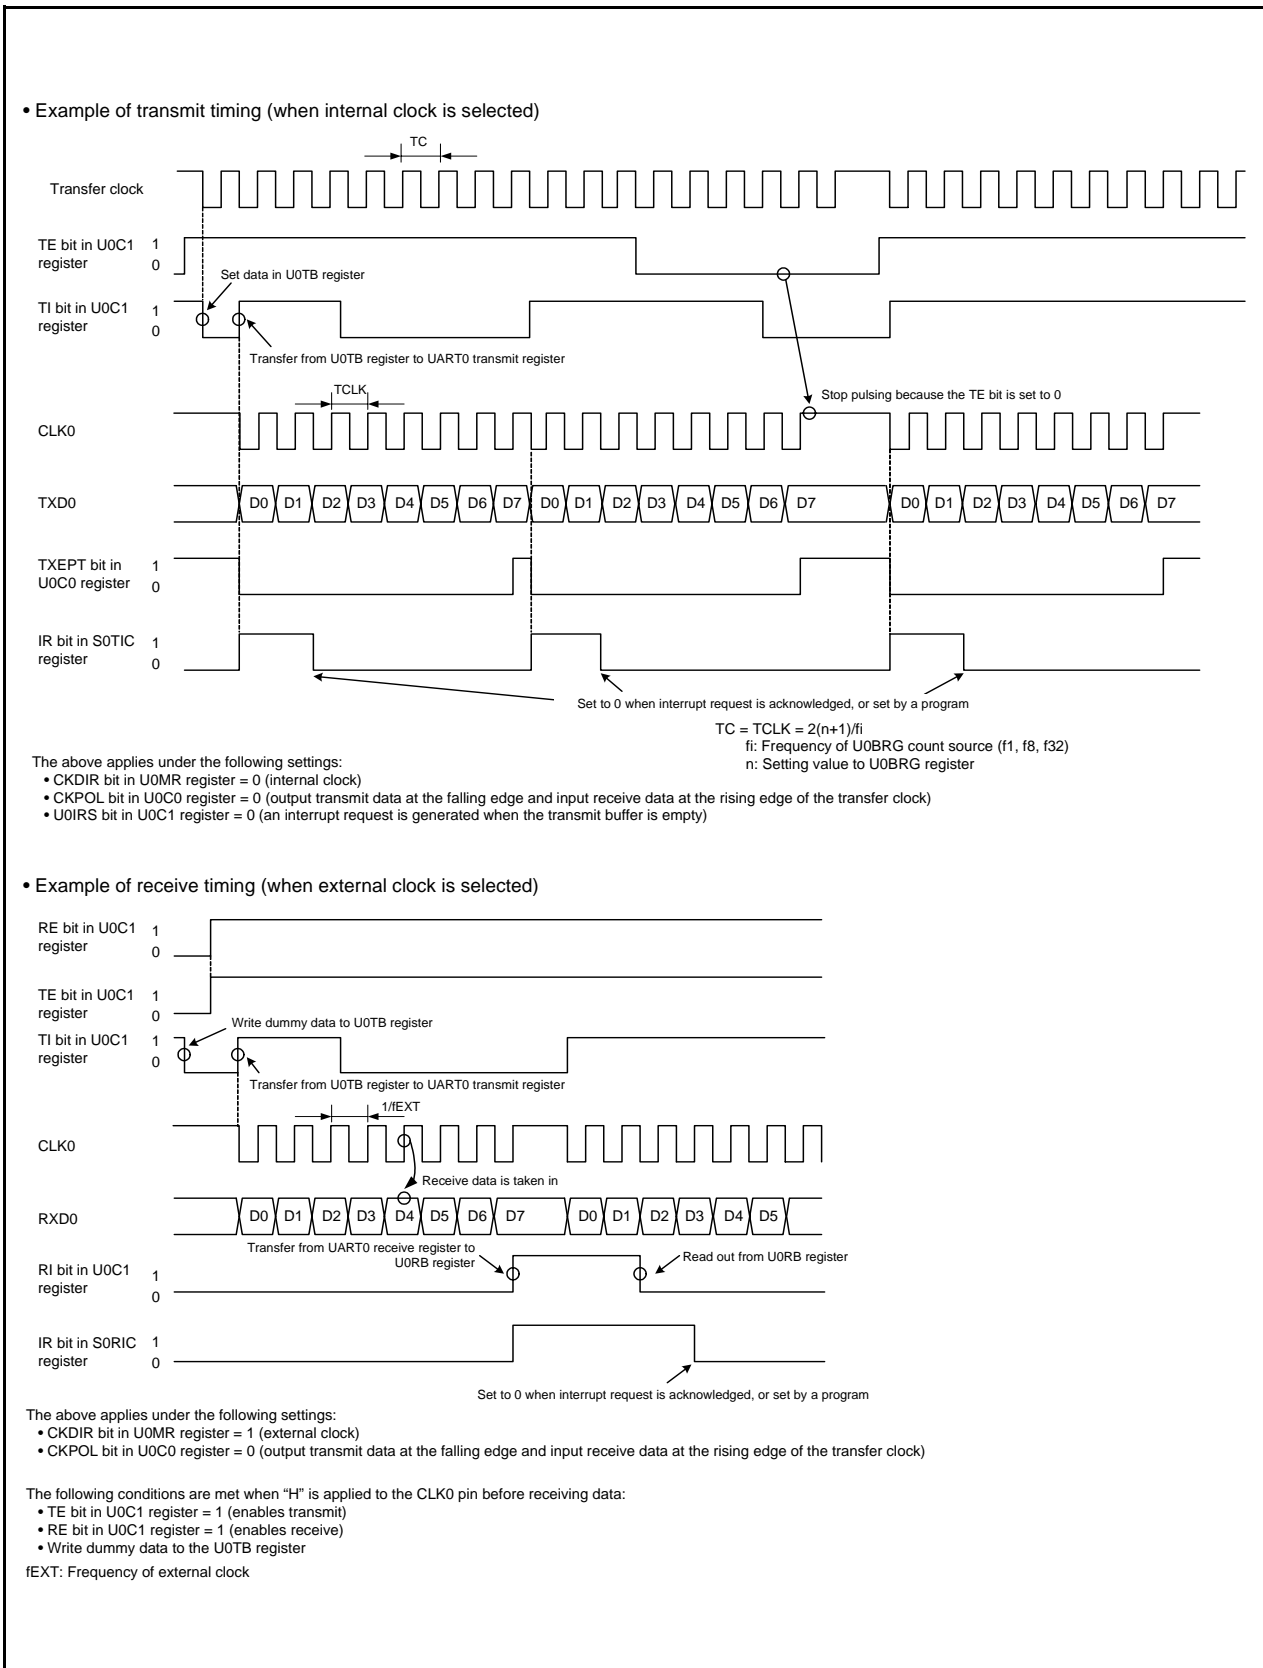 • Example of transmit timing (when internal clock is selected)
TC
Transfer clock
TE bit in U0C1
register
1
0
Set data in U0TB register
TI bit in U0C1
register
1
0
Transfer from U0TB register to UART0 transmit register
TCLK
Stop pulsing because the TE bit is set to 0
CLK0
TXD0
D0 D1 D2 D3 D4 D5 D6 D7 D0 D1 D2 D3 D4 D5 D6 D7 D0 D1 D2 D3 D4 D5 D6 D7
TXEPT bit in
U0C0 register
1
0
IR bit in S0TIC
register
1
0
Set to 0 when interrupt request is acknowledged, or set by a program
TC = TCLK = 2(n+1)/fi
fi: Frequency of U0BRG count source (f1, f8, f32)
n: Setting value to U0BRG register
The above applies under the following settings:
• CKDIR bit in U0MR register = 0 (internal clock)
• CKPOL bit in U0C0 register = 0 (output transmit data at the falling edge and input receive data at the rising edge of the transfer clock)
• U0IRS bit in U0C1 register = 0 (an interrupt request is generated when the transmit buffer is empty)
• Example of receive timing (when external clock is selected)
RE bit in U0C1
register
1
0
TE bit in U0C1
register
1
0
Write dummy data to U0TB register
TI bit in U0C1
register
1
0
Transfer from U0TB register to UART0 transmit register
1/fEXT
CLK0
Receive data is taken in
RXD0
D0 D1 D2 D3 D4 D5 D6 D7 D0 D1 D2 D3 D4 D5
Transfer from UART0 receive register to
U0RB register
Read out from U0RB register
RI bit in U0C1
register
1
0
IR bit in S0RIC
register
1
0
Set to 0 when interrupt request is acknowledged, or set by a program
The above applies under the following settings:
• CKDIR bit in U0MR register = 1 (external clock)
• CKPOL bit in U0C0 register = 0 (output transmit data at the falling edge and input receive data at the rising edge of the transfer clock)
The following conditions are met when “H” is applied to the CLK0 pin before receiving data:
• TE bit in U0C1 register = 1 (enables transmit)
• RE bit in U0C1 register = 1 (enables receive)
• Write dummy data to the U0TB register
fEXT: Frequency of external clock